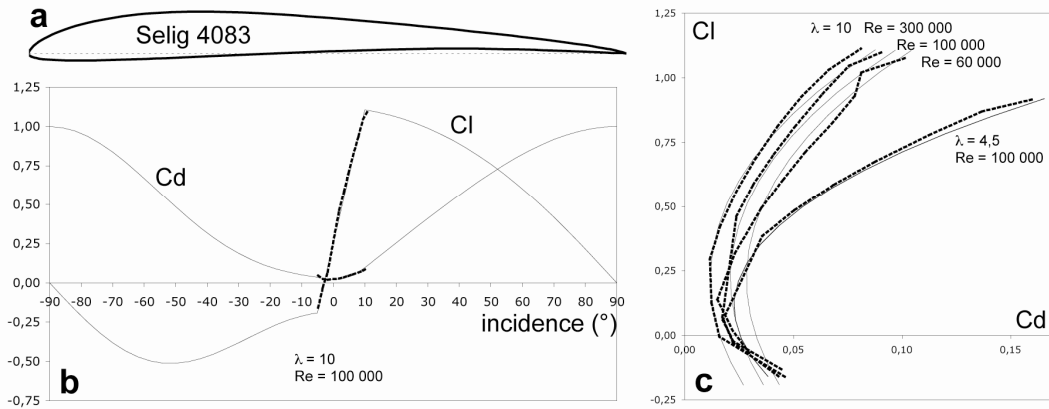 a
Selig 4083
1,25
1,00
0,75
0,50
0,25
0,00
-0,25
-0,50
-0,75
-90 -80 -70 -60 -50 -40 -30 -20 -10 0 10 20 30 40 50 60 70 80 90
Cd
Cl
incidence (°)
λ = 10
Re = 100 000
b
Cl
1,25
1,00
0,75
0,50
0,25
0,00
-0,25
0,00 0,05 0,10 0,15
λ = 10 Re = 300 000
Re = 100 000
Re = 60 000
λ = 4,5
Re = 100 000
Cd
c